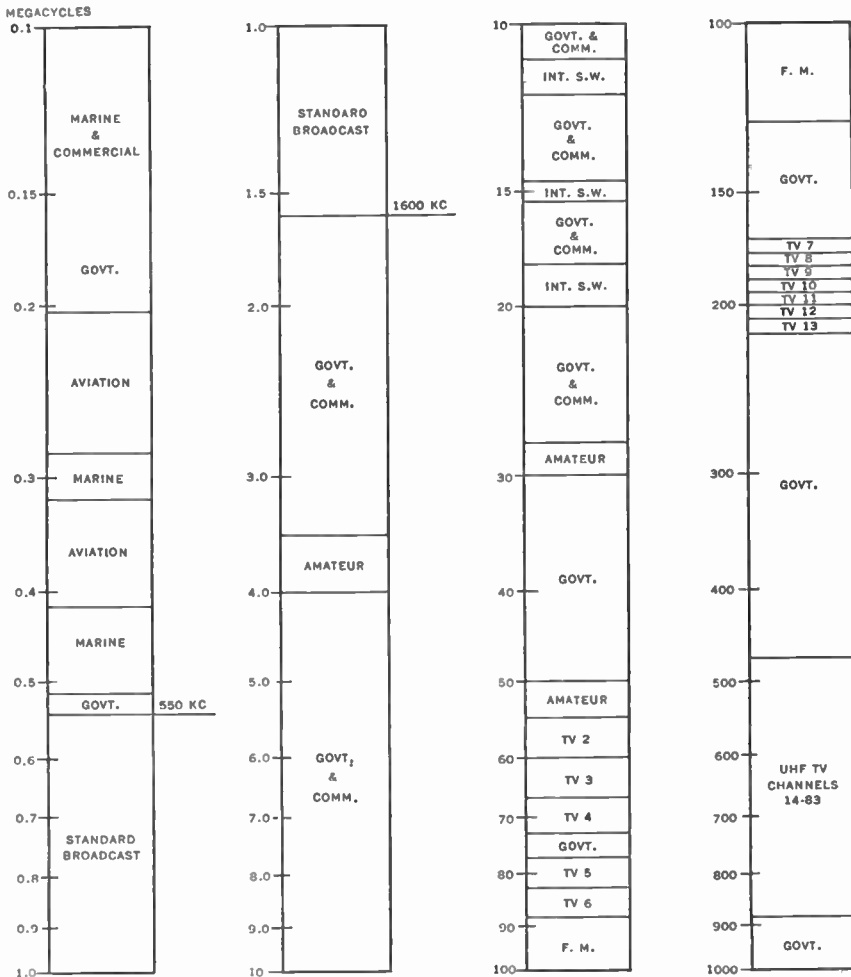 MEGACYCLES
0.1
MARINE
&
COMMERCIAL
0.15
GOVT.
0.2
AVIATION
0.3
MARINE
AVIATION
0.4
MARINE
0.5
GOVT.
550 KC
0.6
0.7
STANDARD
BROADCAST
0.8
0.9
1.0
1.0
STANDARD
BROADCAST
1.5
1600 KC
2.0
GOVT.
&
COMM.
3.0
AMATEUR
4.0
5.0
6.0
GOVT.
&
COMM.
7.0
8.0
9.0
10
10
GOVT. &
COMM.
INT. S.W.
GOVT.
&
COMM.
15
INT. S.W.
GOVT.
&
COMM.
INT. S.W.
20
GOVT.
&
COMM.
AMATEUR
30
GOVT.
40
50
AMATEUR
TV 2
60
TV 3
70
TV 4
GOVT.
80
TV 5
TV 6
90
F. M.
100
100
F. M.
150
GOVT.
TV 7
TV 8
TV 9
TV 10
TV 11
200
TV 12
TV 13
300
GOVT.
400
500
600
UHF TV
CHANNELS
14-83
700
800
900
GOVT.
1000